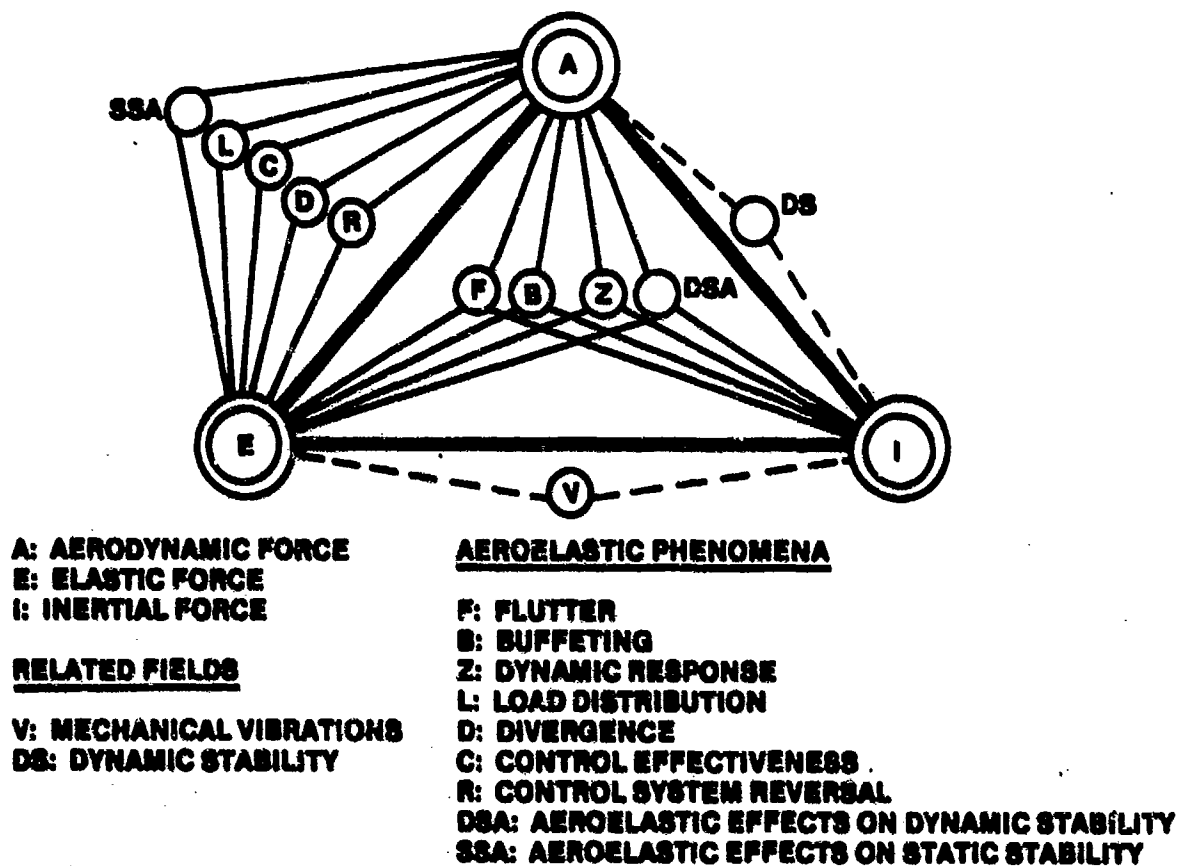 A
SSA
L
C
D
R
DS
F
B
Z
DSA
E
I
V
A: AERODYNAMIC FORCE
E: ELASTIC FORCE
I: INERTIAL FORCE
RELATED FIELDS
V: MECHANICAL VIBRATIONS
DS: DYNAMIC STABILITY
AEROELASTIC PHENOMENA
F: FLUTTER
B: BUFFETING
Z: DYNAMIC RESPONSE
L: LOAD DISTRIBUTION
D: DIVERGENCE
C: CONTROL EFFECTIVENESS
R: CONTROL SYSTEM REVERSAL
DSA: AEROELASTIC EFFECTS ON DYNAMIC STABILITY
SSA: AEROELASTIC EFFECTS ON STATIC STABILITY